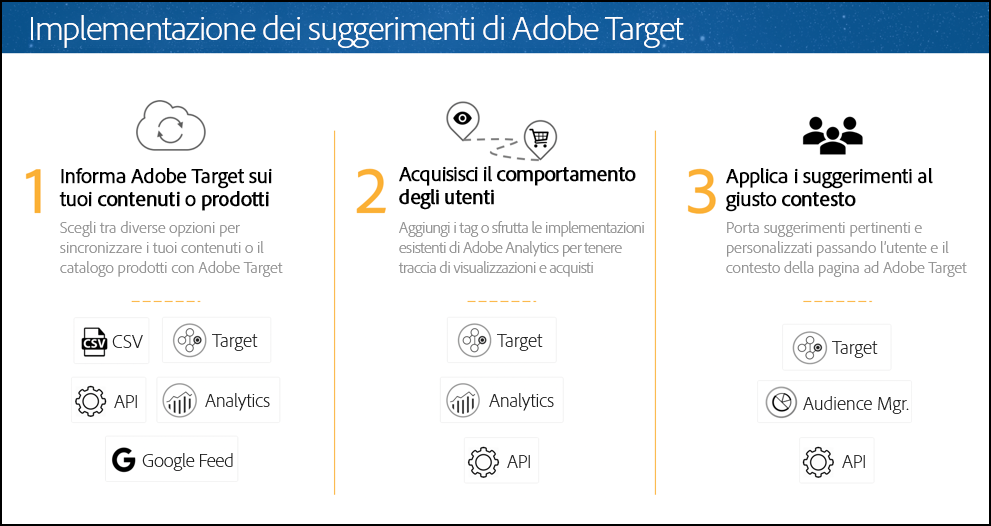 Implementazione dei suggerimenti di Adobe Target
1
Informa Adobe Target sui
tuoi contenuti o prodotti
Scegli tra diverse opzioni per
sincronizzare i tuoi contenuti o il
catalogo prodotti con Adobe Target
CSV
CSV
Target
API
Analytics
Google Feed
2
Acquisisci il comportamento
degli utenti
Aggiungi i tag o sfrutta le implementazioni
esistenti di Adobe Analytics per tenere
traccia di visualizzazioni e acquisti
Target
Analytics
API
3
Applica i suggerimenti al
giusto contesto
Porta suggerimenti pertinenti e
personalizzati passando l'utente e il
contesto della pagina ad Adobe Target
Target
Audience Mgr.
API